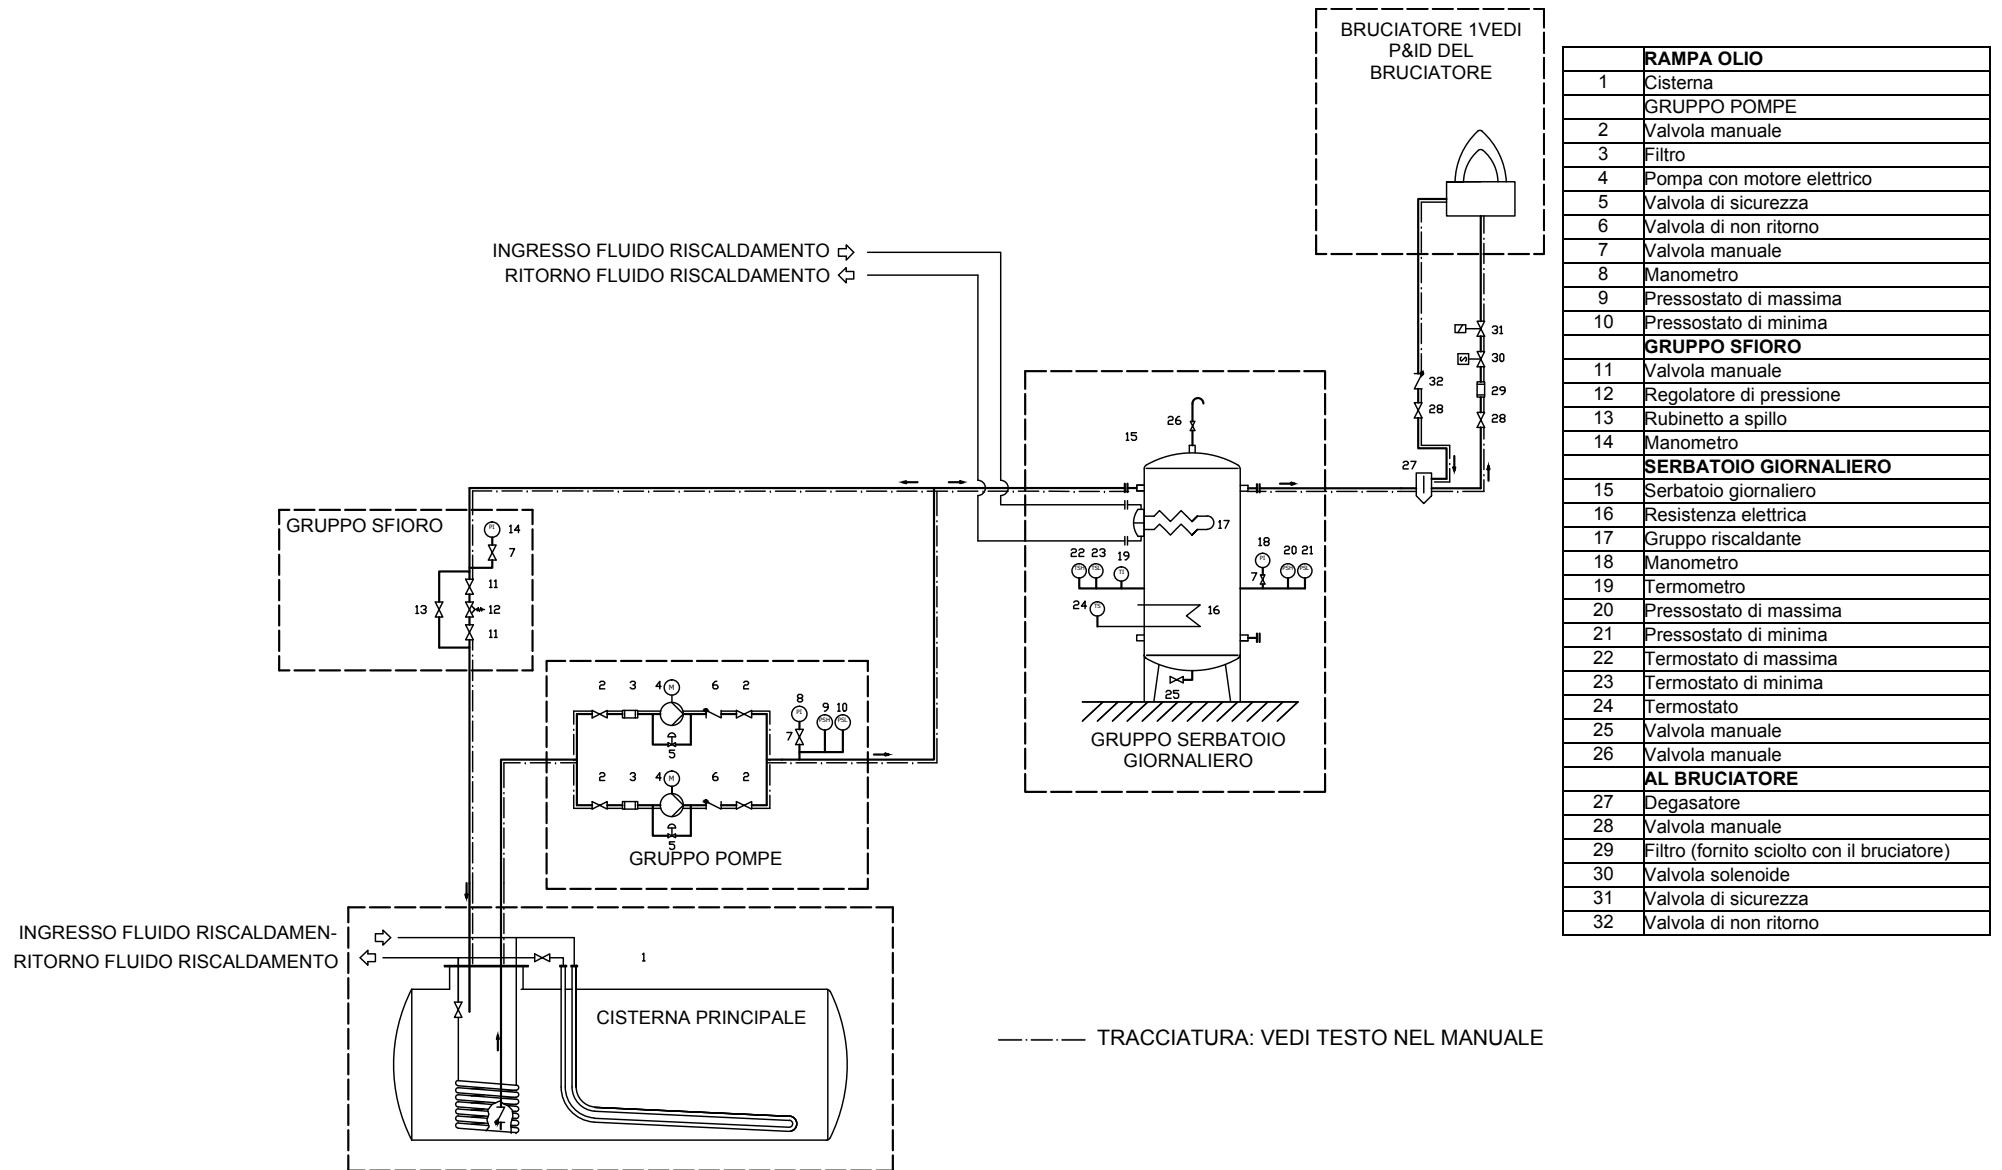 BRUCIATORE 1VEDI
P&ID DEL
BRUCIATORE
INGRESSO FLUIDO RISCALDAMENTO
RITORNO FLUIDO RISCALDAMENTO
31
30
32
29
28
28
26
15
27
GRUPPO SFIORO
14
7
11
13
12
11
17
22 23 19
18
20 21
TSH TSL TI
PI
7
PSH PSL
24 TS
16
25
GRUPPO SERBATOIO
GIORNALIERO
2 3 4 M 6 2
8
9 10
PI
PSH PSL
7
5
2 3 4 M 6 2
5
GRUPPO POMPE
INGRESSO FLUIDO RISCALDAMEN-
RITORNO FLUIDO RISCALDAMENTO
1
CISTERNA PRINCIPALE
TRACCIATURA: VEDI TESTO NEL MANUALE
RAMPA OLIO
1 Cisterna
GRUPPO POMPE
2 Valvola manuale
3 Filtro
4 Pompa con motore elettrico
5 Valvola di sicurezza
6 Valvola di non ritorno
7 Valvola manuale
8 Manometro
9 Pressostato di massima
10 Pressostato di minima
GRUPPO SFIORO
11 Valvola manuale
12 Regolatore di pressione
13 Rubinetto a spillo
14 Manometro
SERBATOIO GIORNALIERO
15 Serbatoio giornaliero
16 Resistenza elettrica
17 Gruppo riscaldante
18 Manometro
19 Termometro
20 Pressostato di massima
21 Pressostato di minima
22 Termostato di massima
23 Termostato di minima
24 Termostato
25 Valvola manuale
26 Valvola manuale
AL BRUCIATORE
27 Degasatore
28 Valvola manuale
29 Filtro (fornito sciolto con il bruciatore)
30 Valvola solenoide
31 Valvola di sicurezza
32 Valvola di non ritorno